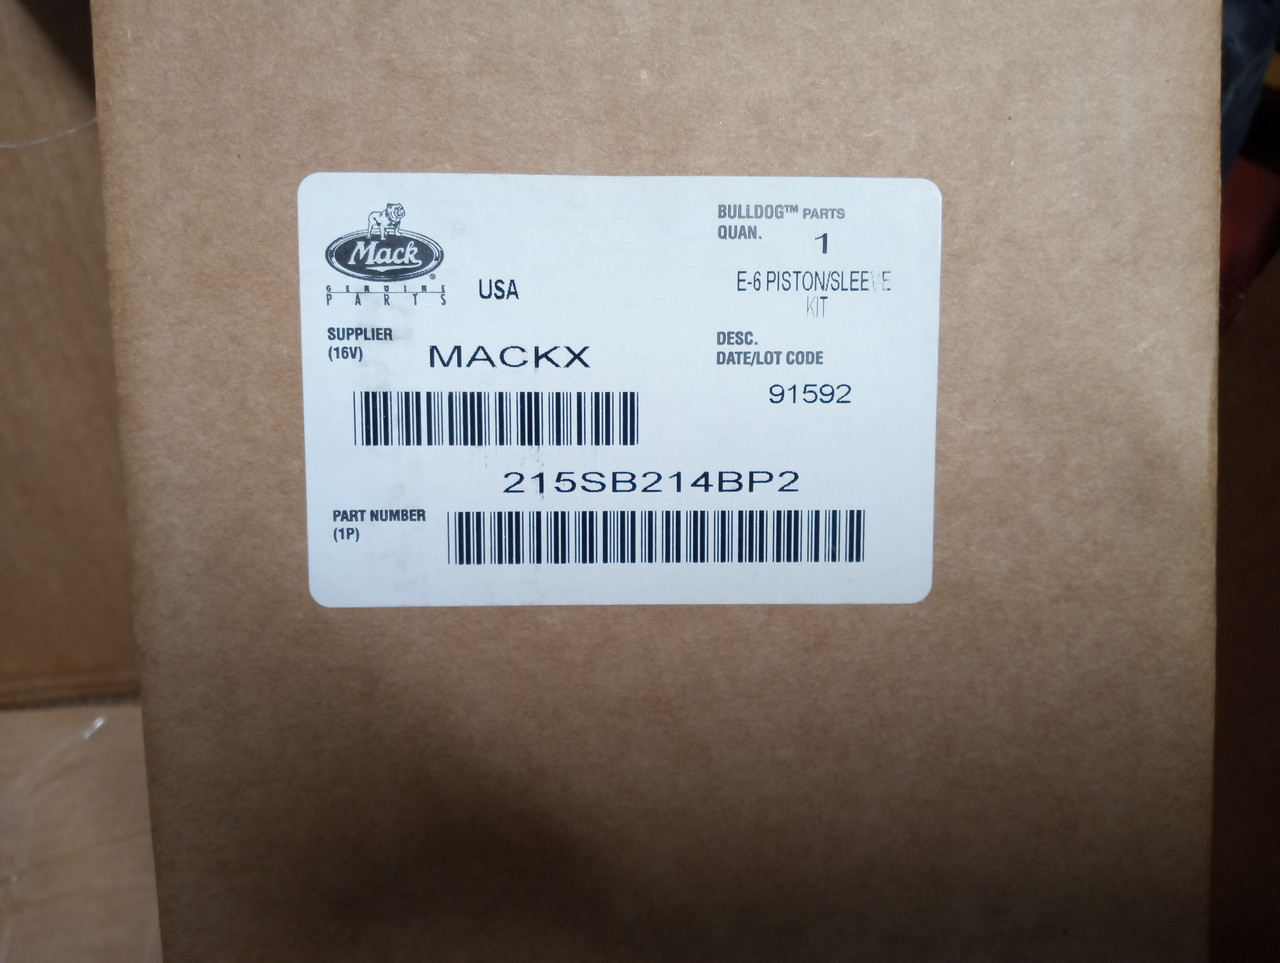 Mack
®
GENUINE
PARTS
USA
BULLDOG™ PARTS
QUAN. 1
E-6 PISTON/SLEEVE
KIT
SUPPLIER
(16V)
MACKX
DESC.
DATE/LOT CODE
91592
215SB214BP2
PART NUMBER
(1P)